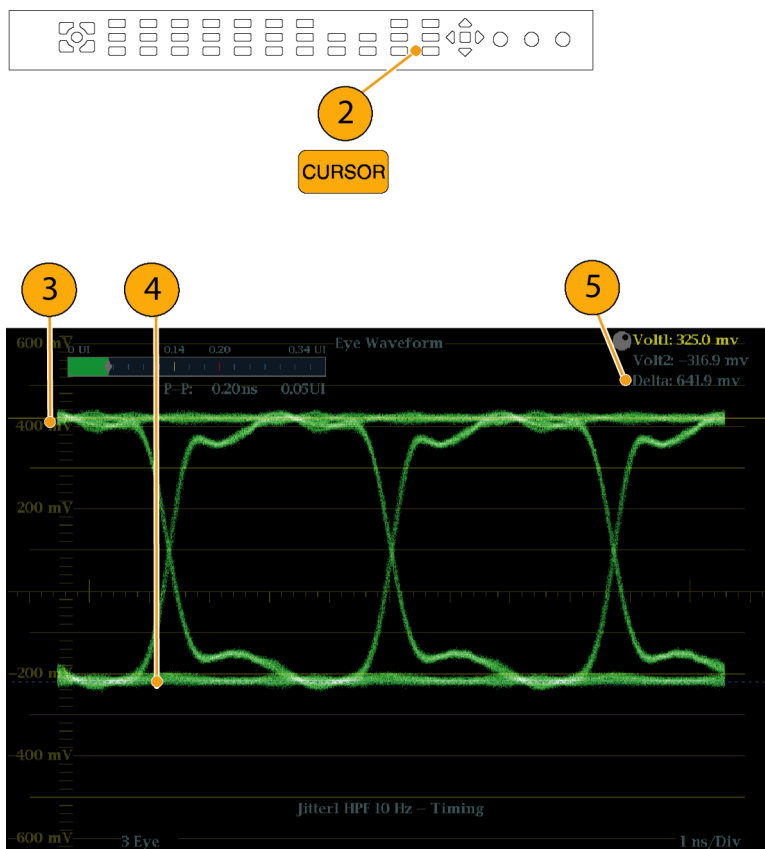 2
CURSOR
3
4
5
600 mV
0 UI
0.14
0.20
0.34 UI
Eye Waveform
Volt1: 325.0 mv
Volt2: -316.9 mv
P-P: 0.20ns 0.05UI
Delta: 641.9 mv
400 mV
200 mV
-200 mV
-400 mV
Jitter1 HPF 10 Hz - Timing
-600 mV
3 Eye
1 ns/Div